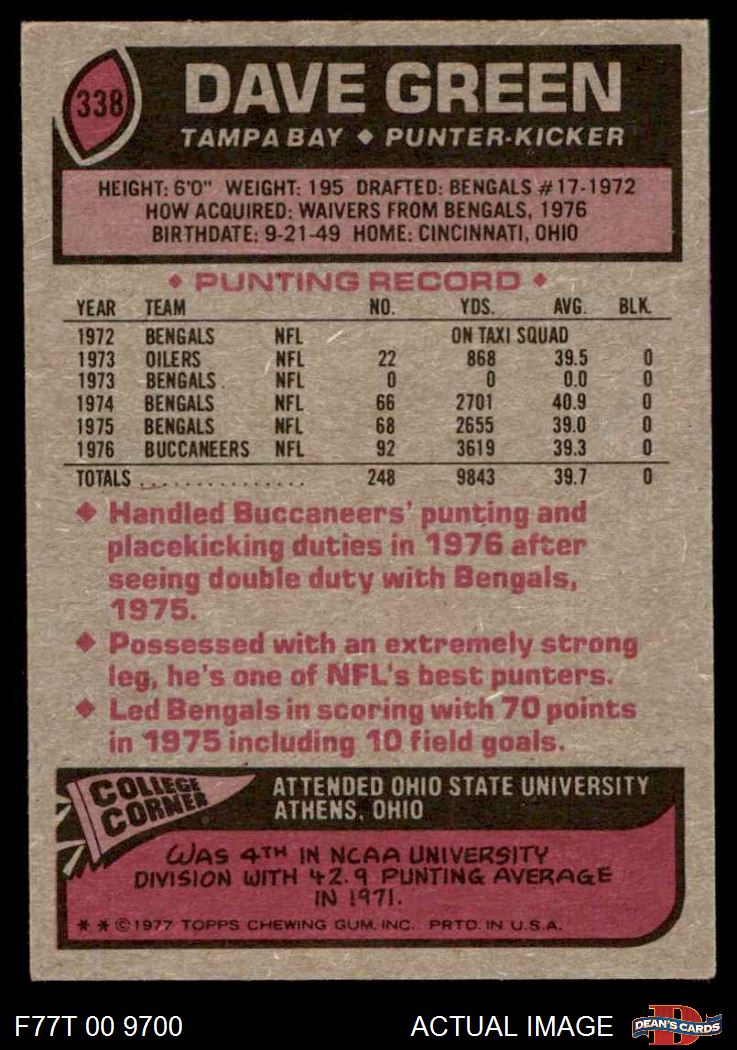 338
DAVE GREEN
TAMPA BAY ◆ PUNTER-KICKER
HEIGHT: 6'0" WEIGHT: 195 DRAFTED: BENGALS #17-1972
HOW ACQUIRED: WAIVERS FROM BENGALS, 1976
BIRTHDATE: 9-21-49 HOME: CINCINNATI, OHIO
◆ PUNTING RECORD ◆
YEAR TEAM NO. YDS. AVG. BLK.
1972 BENGALS NFL ON TAXI SQUAD
1973 OILERS NFL 22 868 39.5 0
1973 BENGALS NFL 0 0 0.0 0
1974 BENGALS NFL 66 2701 40.9 0
1975 BENGALS NFL 68 2655 39.0 0
1976 BUCCANEERS NFL 92 3619 39.3 0
TOTALS . . . . . . . . . . . . . . . 248 9843 39.7 0
◆ Handled Buccaneers' punting and
placekicking duties in 1976 after
seeing double duty with Bengals,
1975.
◆ Possessed with an extremely strong
leg, he's one of NFL's best punters.
◆ Led Bengals in scoring with 70 points
in 1975 including 10 field goals.
COLLEGE
CORNER
ATTENDED OHIO STATE UNIVERSITY
ATHENS, OHIO
WAS 4TH IN NCAA UNIVERSITY
DIVISION WITH 42.9 PUNTING AVERAGE
IN 1971.
* * © 1977 TOPPS CHEWING GUM, INC. PRTD. IN U.S.A.
F77T 00 9700 ACTUAL IMAGE DEAN'S CARDS